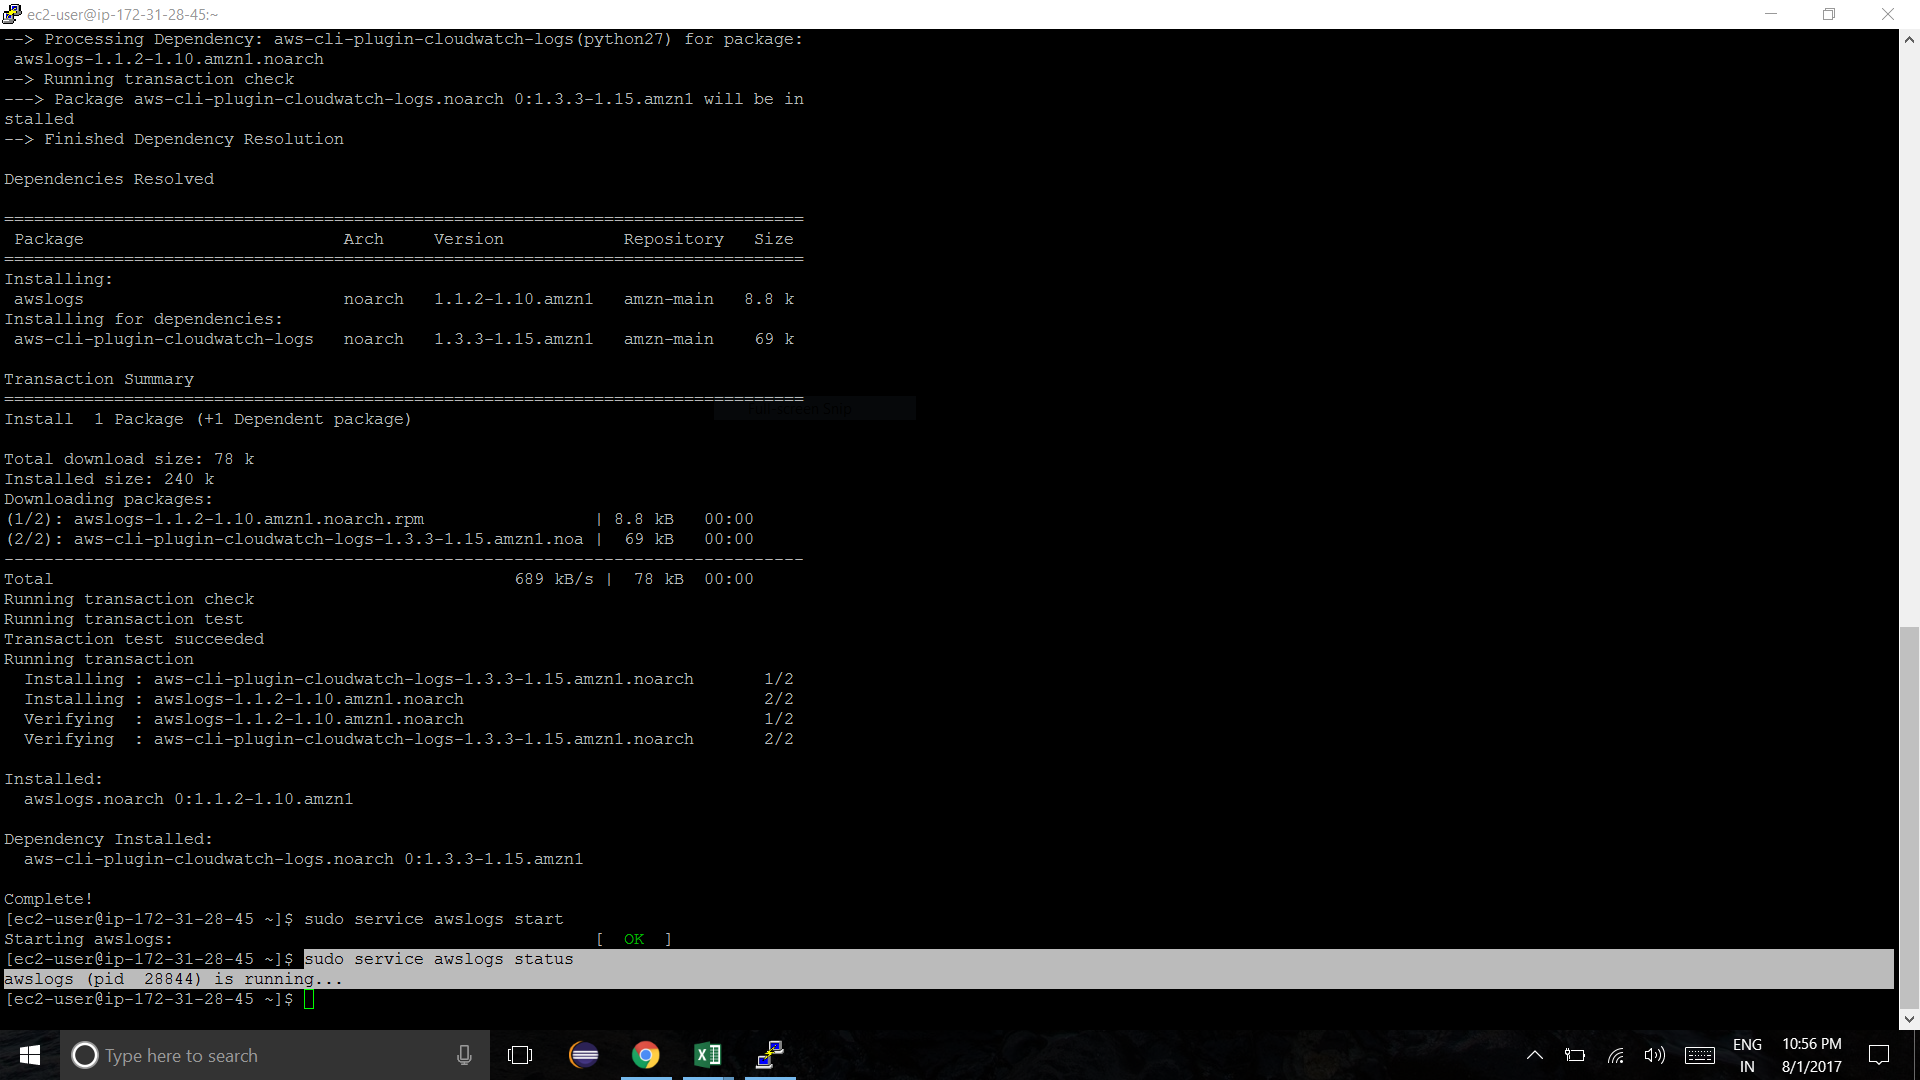 ec2-user@ip-172-31-28-45:~
--> Processing Dependency: aws-cli-plugin-cloudwatch-logs(python27) for package:
 awslogs-1.1.2-1.10.amzn1.noarch
--> Running transaction check
---> Package aws-cli-plugin-cloudwatch-logs.noarch 0:1.3.3-1.15.amzn1 will be in
stalled
--> Finished Dependency Resolution
Dependencies Resolved
================================================================================
 Package                          Arch     Version            Repository   Size
================================================================================
Installing:
 awslogs                          noarch   1.1.2-1.10.amzn1   amzn-main   8.8 k
Installing for dependencies:
 aws-cli-plugin-cloudwatch-logs   noarch   1.3.3-1.15.amzn1   amzn-main    69 k
Transaction Summary
================================================================================
Full-screen Snip
Install  1 Package (+1 Dependent package)
Total download size: 78 k
Installed size: 240 k
Downloading packages:
(1/2): awslogs-1.1.2-1.10.amzn1.noarch.rpm                 | 8.8 kB   00:00
(2/2): aws-cli-plugin-cloudwatch-logs-1.3.3-1.15.amzn1.noa |  69 kB   00:00
--------------------------------------------------------------------------------
Total                                              689 kB/s |  78 kB  00:00
Running transaction check
Running transaction test
Transaction test succeeded
Running transaction
  Installing : aws-cli-plugin-cloudwatch-logs-1.3.3-1.15.amzn1.noarch       1/2
  Installing : awslogs-1.1.2-1.10.amzn1.noarch                              2/2
  Verifying  : awslogs-1.1.2-1.10.amzn1.noarch                              1/2
  Verifying  : aws-cli-plugin-cloudwatch-logs-1.3.3-1.15.amzn1.noarch       2/2
Installed:
  awslogs.noarch 0:1.1.2-1.10.amzn1
Dependency Installed:
  aws-cli-plugin-cloudwatch-logs.noarch 0:1.3.3-1.15.amzn1
Complete!
[ec2-user@ip-172-31-28-45 ~]$ sudo service awslogs start
Starting awslogs:                                          [  OK  ]
[ec2-user@ip-172-31-28-45 ~]$ sudo service awslogs status
awslogs (pid  28844) is running...
[ec2-user@ip-172-31-28-45 ~]$
Type here to search
ENG
IN
10:56 PM
8/1/2017